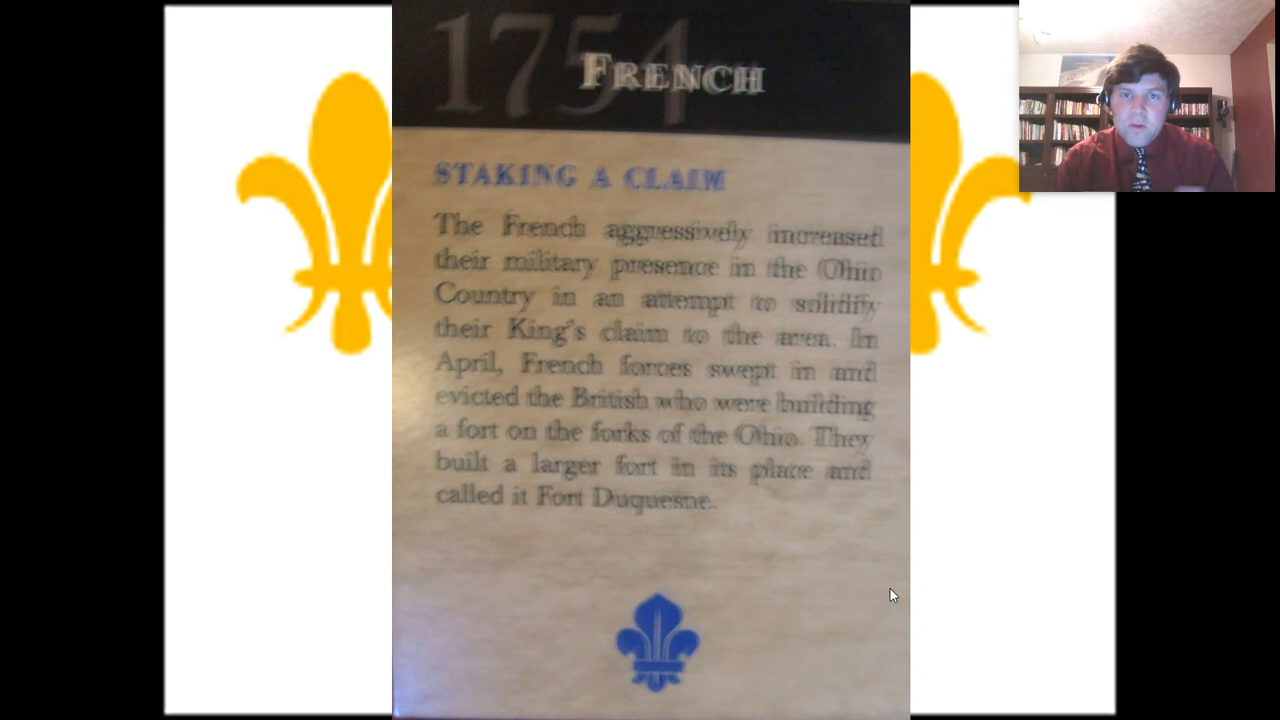 1754
FRENCH
STAKING A CLAIM
The French aggressively increased
their military presence in the Ohio
Country in an attempt to solidify
their King's claim to the area. In
April, French forces swept in and
evicted the British who were building
a fort on the forks of the Ohio. They
built a larger fort in its place and
called it Fort Duquesne.